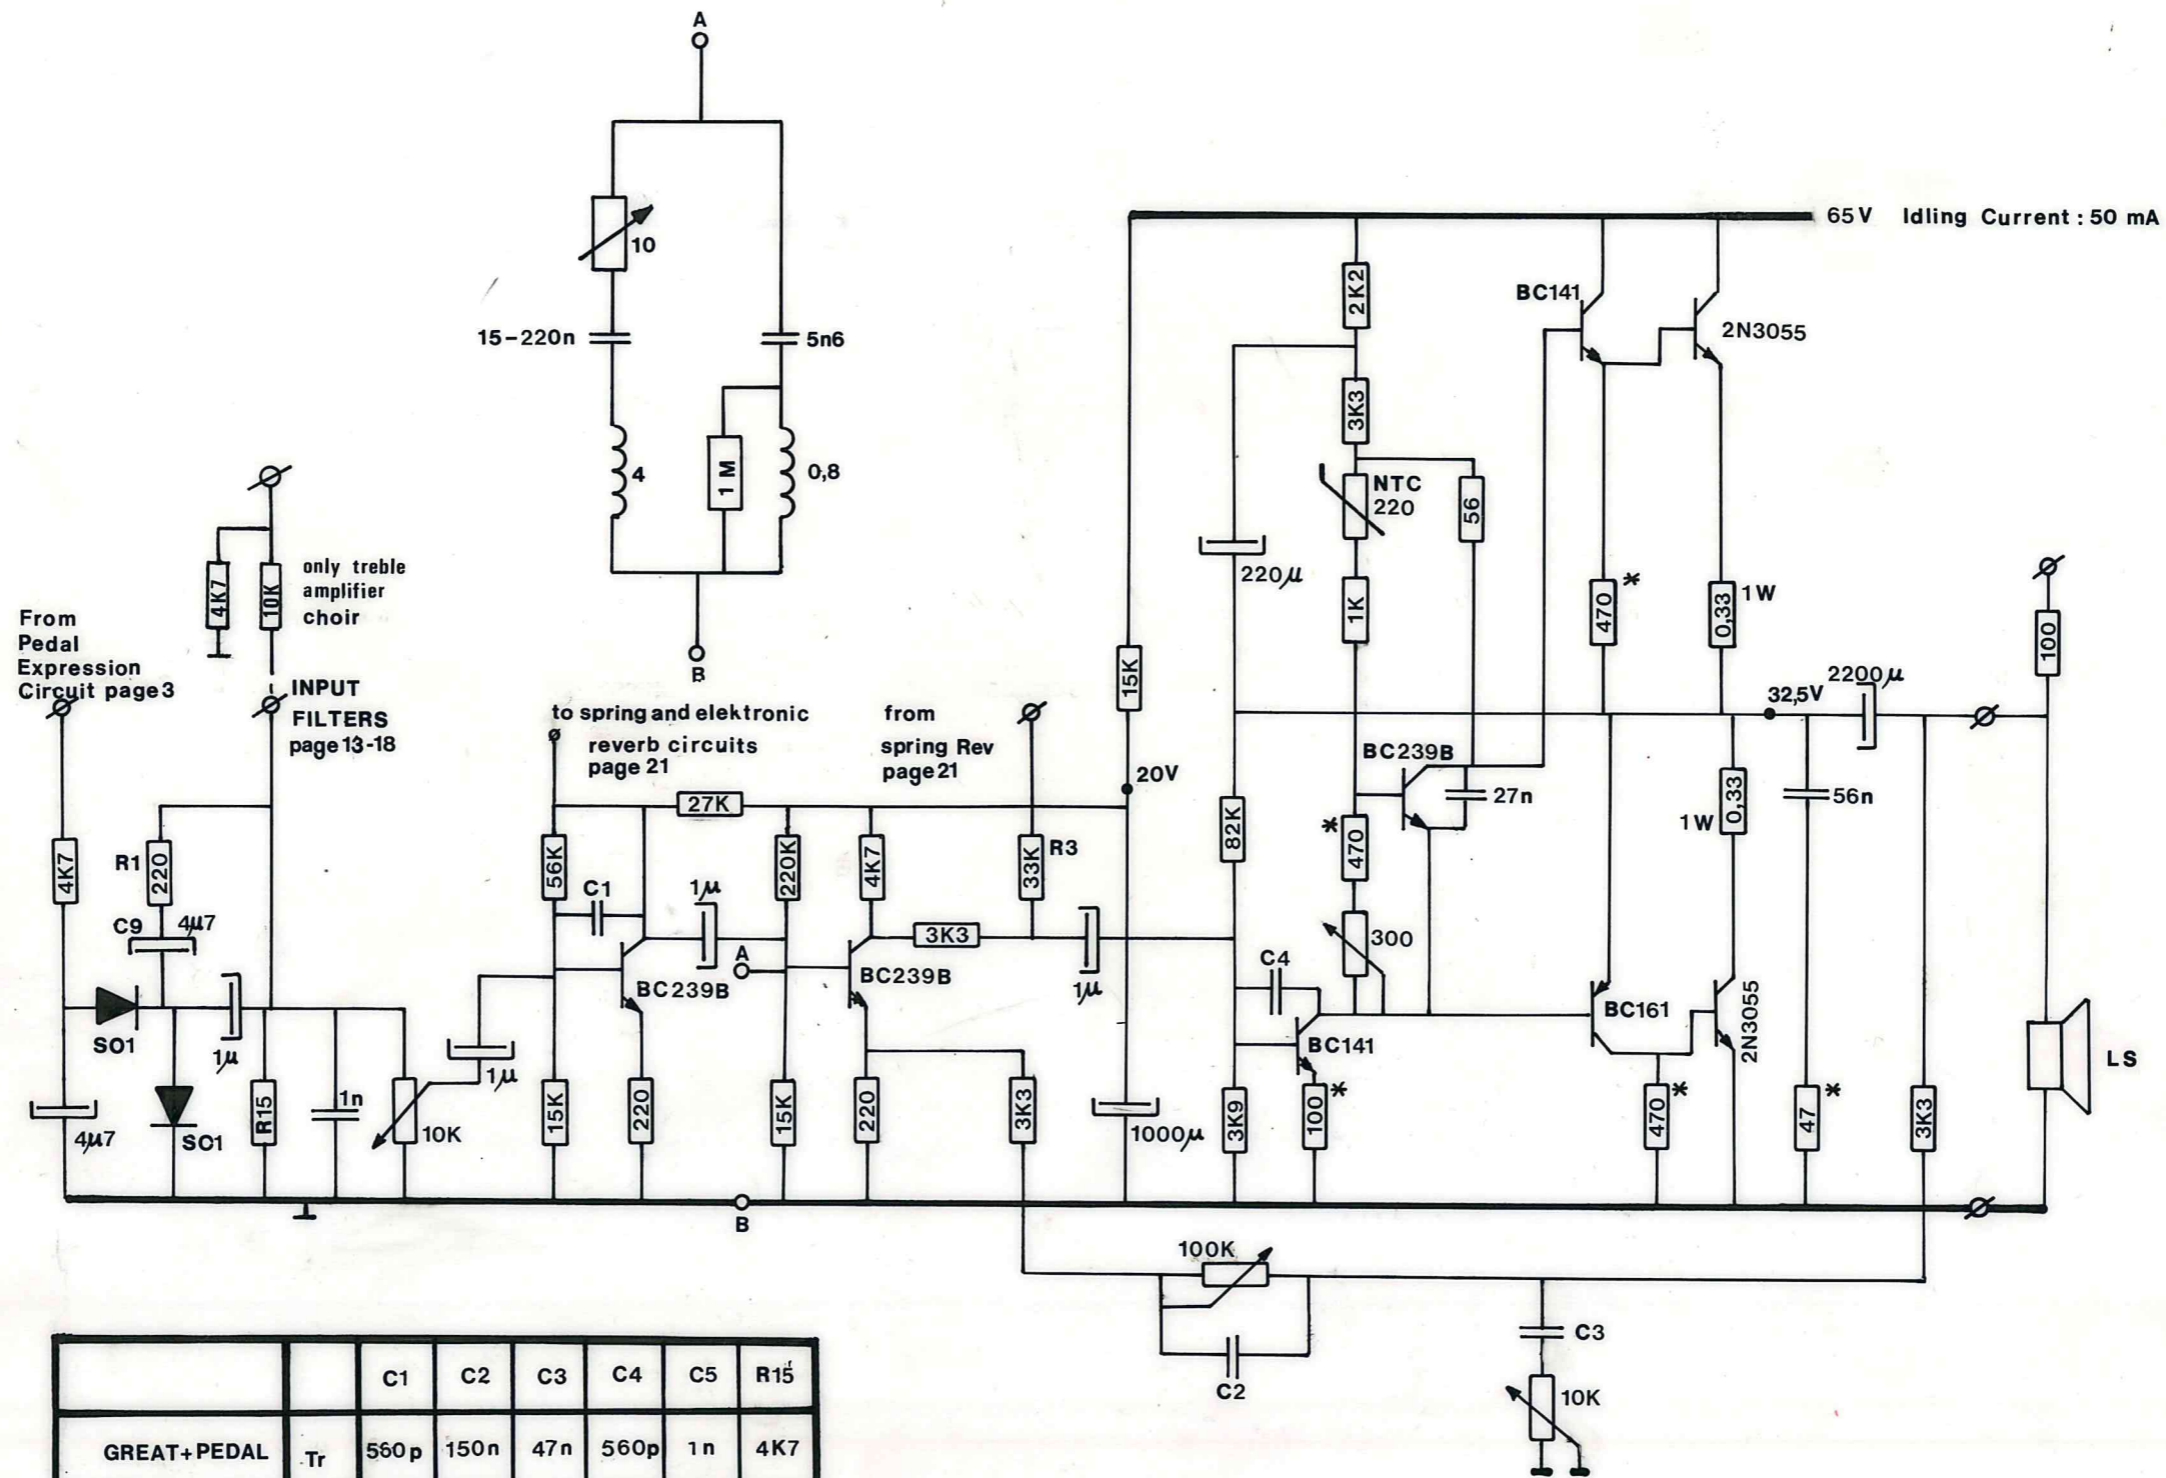 A
10
15-220n
5n6
4
1 M
0,8
B
65V Idling Current : 50 mA
2K2
BC141
2N3055
3K3
NTC
220
56
220µ
1K
470 *
0,33 1W
100
4K7
10K
only treble
amplifier
choir
From
Pedal
Expression
Circuit page 3
INPUT
FILTERS
page 13-18
to spring and elektronic
reverb circuits
page 21
from
spring Rev
page 21
15K
20V
32,5V
2200µ
BC239B
27n
56n
1W 0,33
4K7
R1
220
C9
4µ7
56K
C1
27K
1µ
220K
4K7
33K
R3
82K
* 470
300
3K3
A
BC239B
BC239B
1µ
C4
BC141
BC161
2N3055
LS
SO1
1µ
SO1
4µ7
R15
1n
10K
1µ
15K
220
15K
220
3K3
1000µ
3K9
100 *
470 *
47 *
3K3
B
100K
C2
C3
10K
C1 C2 C3 C4 C5 R15
GREAT+PEDAL Tr 560p 150n 47n 560p 1n 4K7